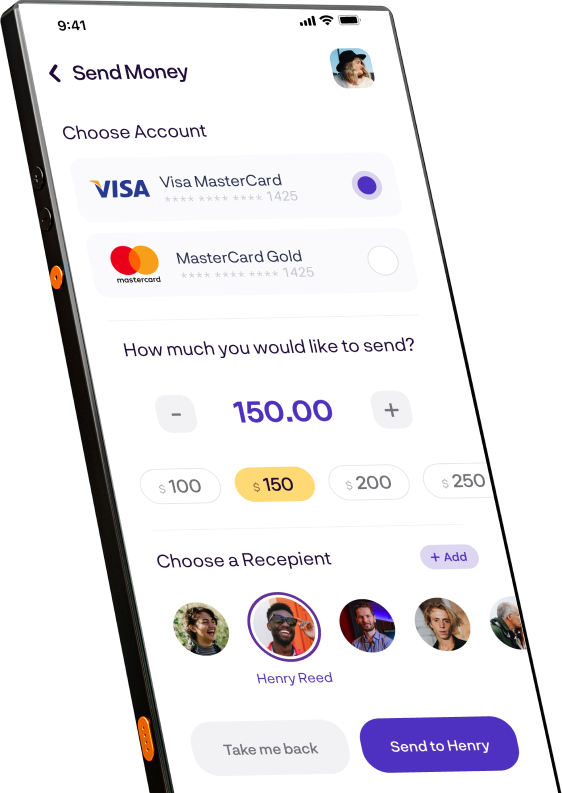 9:41
Send Money
Choose Account
VISA
Visa MasterCard
**** **** **** 1425
mastercard
MasterCard Gold
**** **** **** 1425
How much you would like to send?
- 150.00 +
$ 100 $ 150 $ 200 $ 250
Choose a Recepient + Add
Henry Reed
Take me back Send to Henry